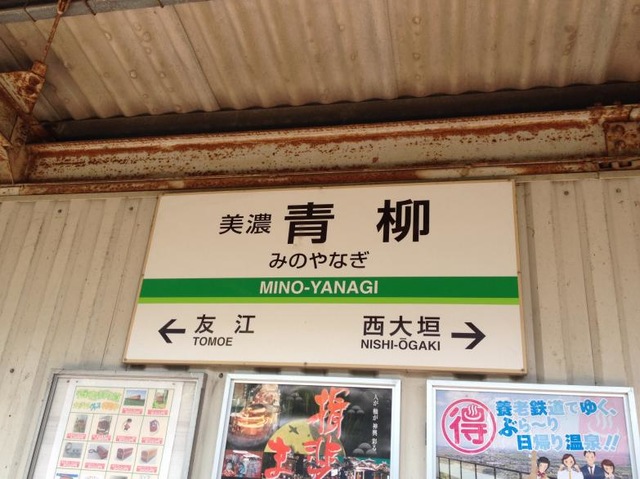 美濃青柳
みのやなぎ
MINO-YANAGI
友江
TOMOE
西大垣
NISHI-ŌGAKI
得
養老鉄道でゆく、
ぶら〜り
日帰り温泉!!